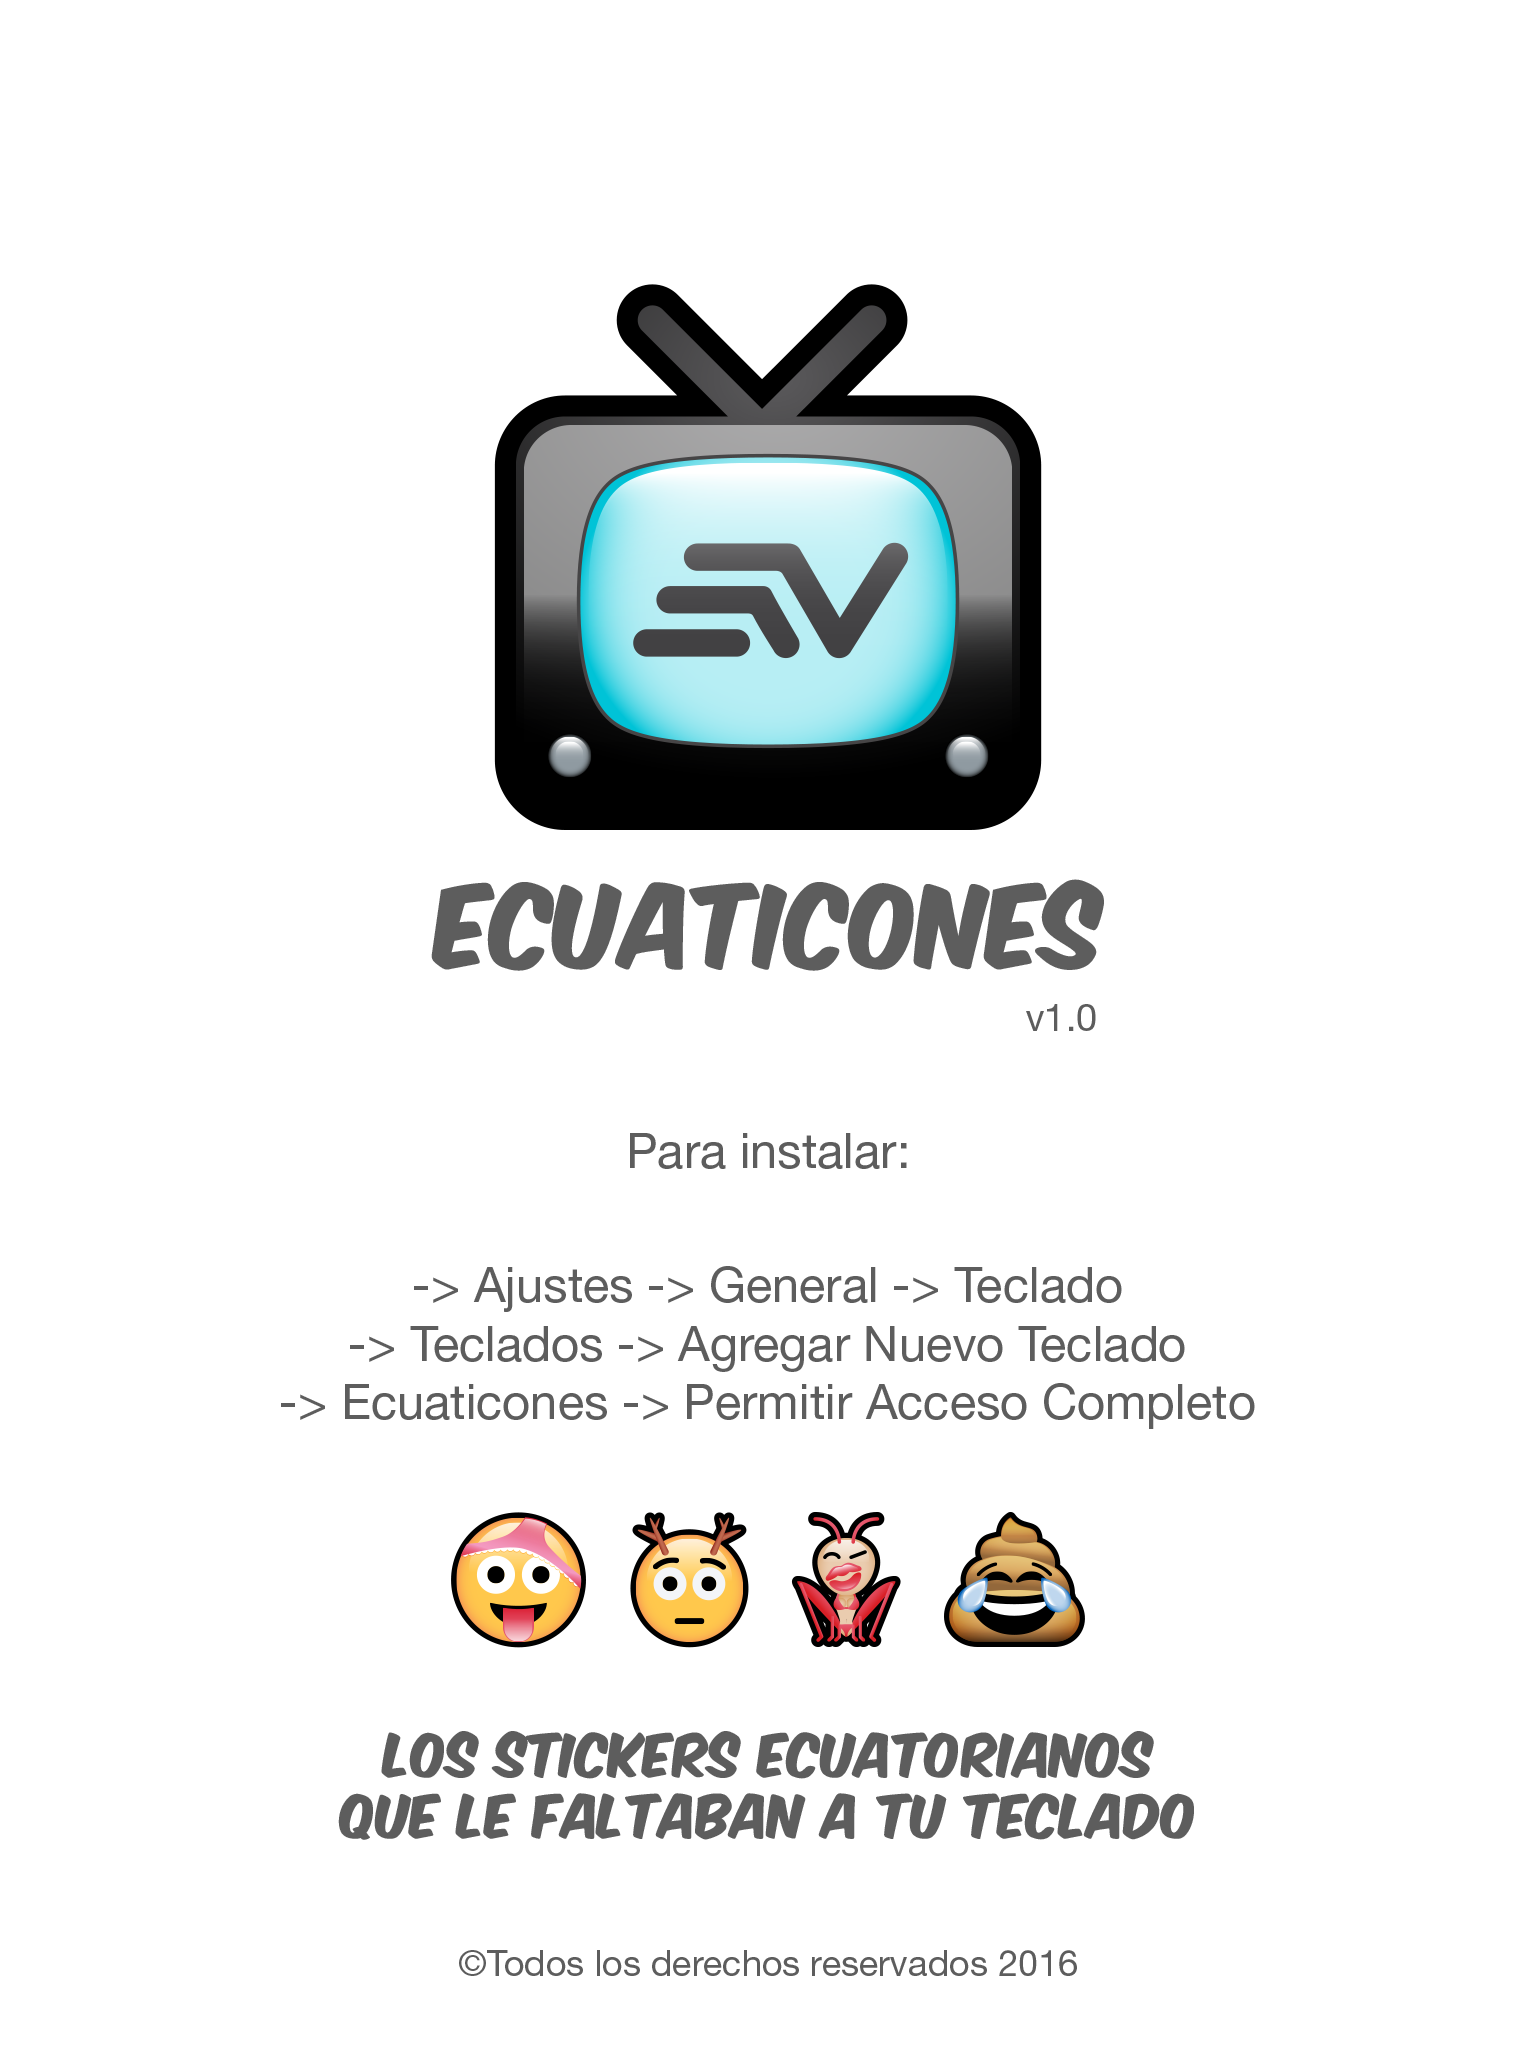 EV
ECUATICONES
v1.0
Para instalar:
-> Ajustes -> General -> Teclado
-> Teclados -> Agregar Nuevo Teclado
-> Ecuaticones -> Permitir Acceso Completo
LOS STICKERS ECUATORIANOS
QUE LE FALTABAN A TU TECLADO
©Todos los derechos reservados 2016